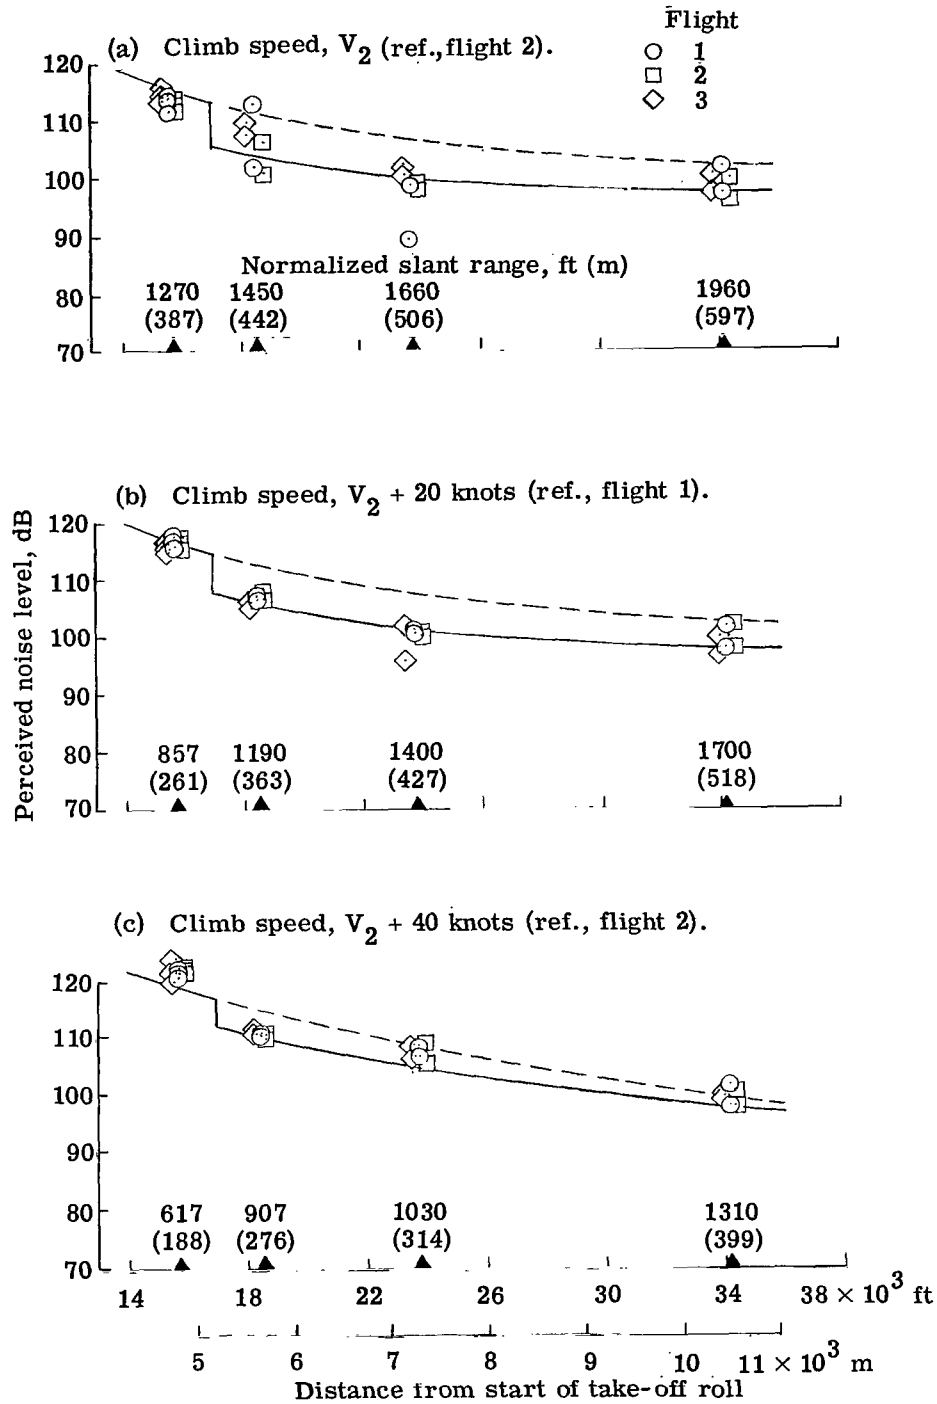 Flight
1
2
3
(a) Climb speed, V2 (ref., flight 2).
120
110
100
90
80
70
Normalized slant range, ft (m)
1270 1450 1660 1960
(387) (442) (506) (597)
(b) Climb speed, V2 + 20 knots (ref., flight 1).
Perceived noise level, dB
120
110
100
90
80
70
857 1190 1400 1700
(261) (363) (427) (518)
(c) Climb speed, V2 + 40 knots (ref., flight 2).
120
110
100
90
80
70
617 907 1030 1310
(188) (276) (314) (399)
14 18 22 26 30 34 38 × 10³ ft
5 6 7 8 9 10 11 × 10³ m
Distance from start of take-off roll